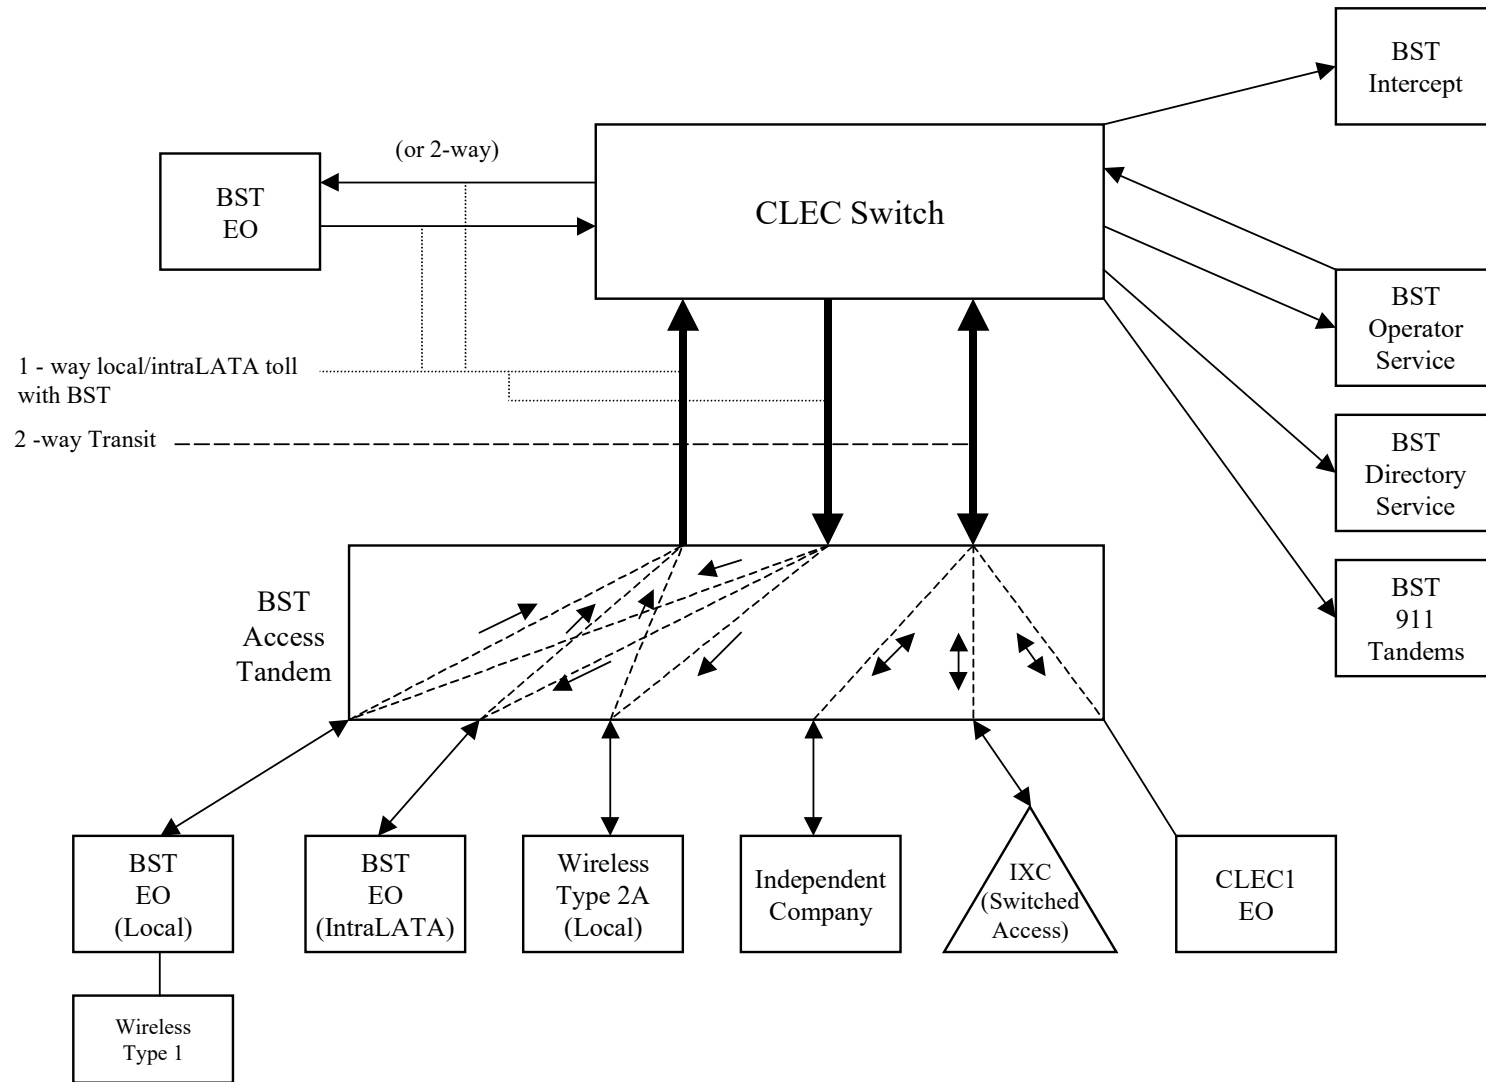 BST
Intercept
(or 2-way)
BST
EO
CLEC Switch
BST
Operator
Service
1 - way local/intraLATA toll
with BST
2 -way Transit
BST
Directory
Service
BST
911
Tandems
BST
Access
Tandem
BST
EO
(Local)
BST
EO
(IntraLATA)
Wireless
Type 2A
(Local)
Independent
Company
IXC
(Switched
Access)
CLEC1
EO
Wireless
Type 1